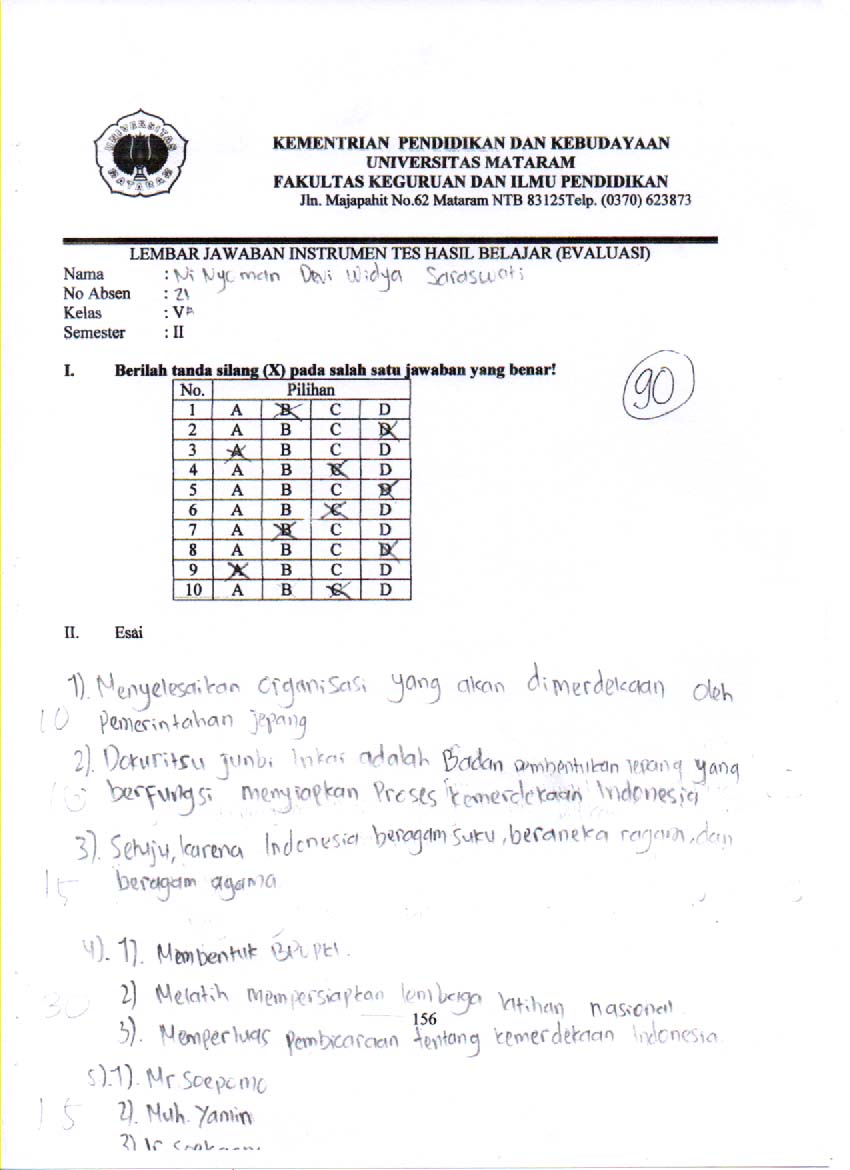 UNIVERSITAS MATARAM
KEMENTRIAN PENDIDIKAN DAN KEBUDAYAAN
UNIVERSITAS MATARAM
FAKULTAS KEGURUAN DAN ILMU PENDIDIKAN
Jln. Majapahit No.62 Mataram NTB 83125Telp. (0370) 623873
LEMBAR JAWABAN INSTRUMEN TES HASIL BELAJAR (EVALUASI)
Nama : Ni Nyoman Devi Widya Saraswati
No Absen : 21
Kelas : VA
Semester : II
I. Berilah tanda silang (X) pada salah satu jawaban yang benar!
90
No. Pilihan
1 A B C D
2 A B C D
3 A B C D
4 A B C D
5 A B C D
6 A B C D
7 A B C D
8 A B C D
9 A B C D
10 A B C D
II. Esai
1). Menyelesaikan organisasi yang akan dimerdekaan oleh
10 Pemerintahan jepang
2). Dokuritsu junbi Inkai adalah Badan pembentukan jepang yang
berfungsi menyiapkan Proses kemerdekaan Indonesia
3). Setuju, karena Indonesia beragam suku, beraneka ragam, dan
15 beragam agama
4). 1). Membentuk BPUPKI.
30 2) Melatih mempersiapkan lembaga latihan nasional
156
3). Memperluas pembicaraan tentang kemerdekaan Indonesia.
5). 1). Mr Soepomo
15 2). Muh. Yamin
3) Ir